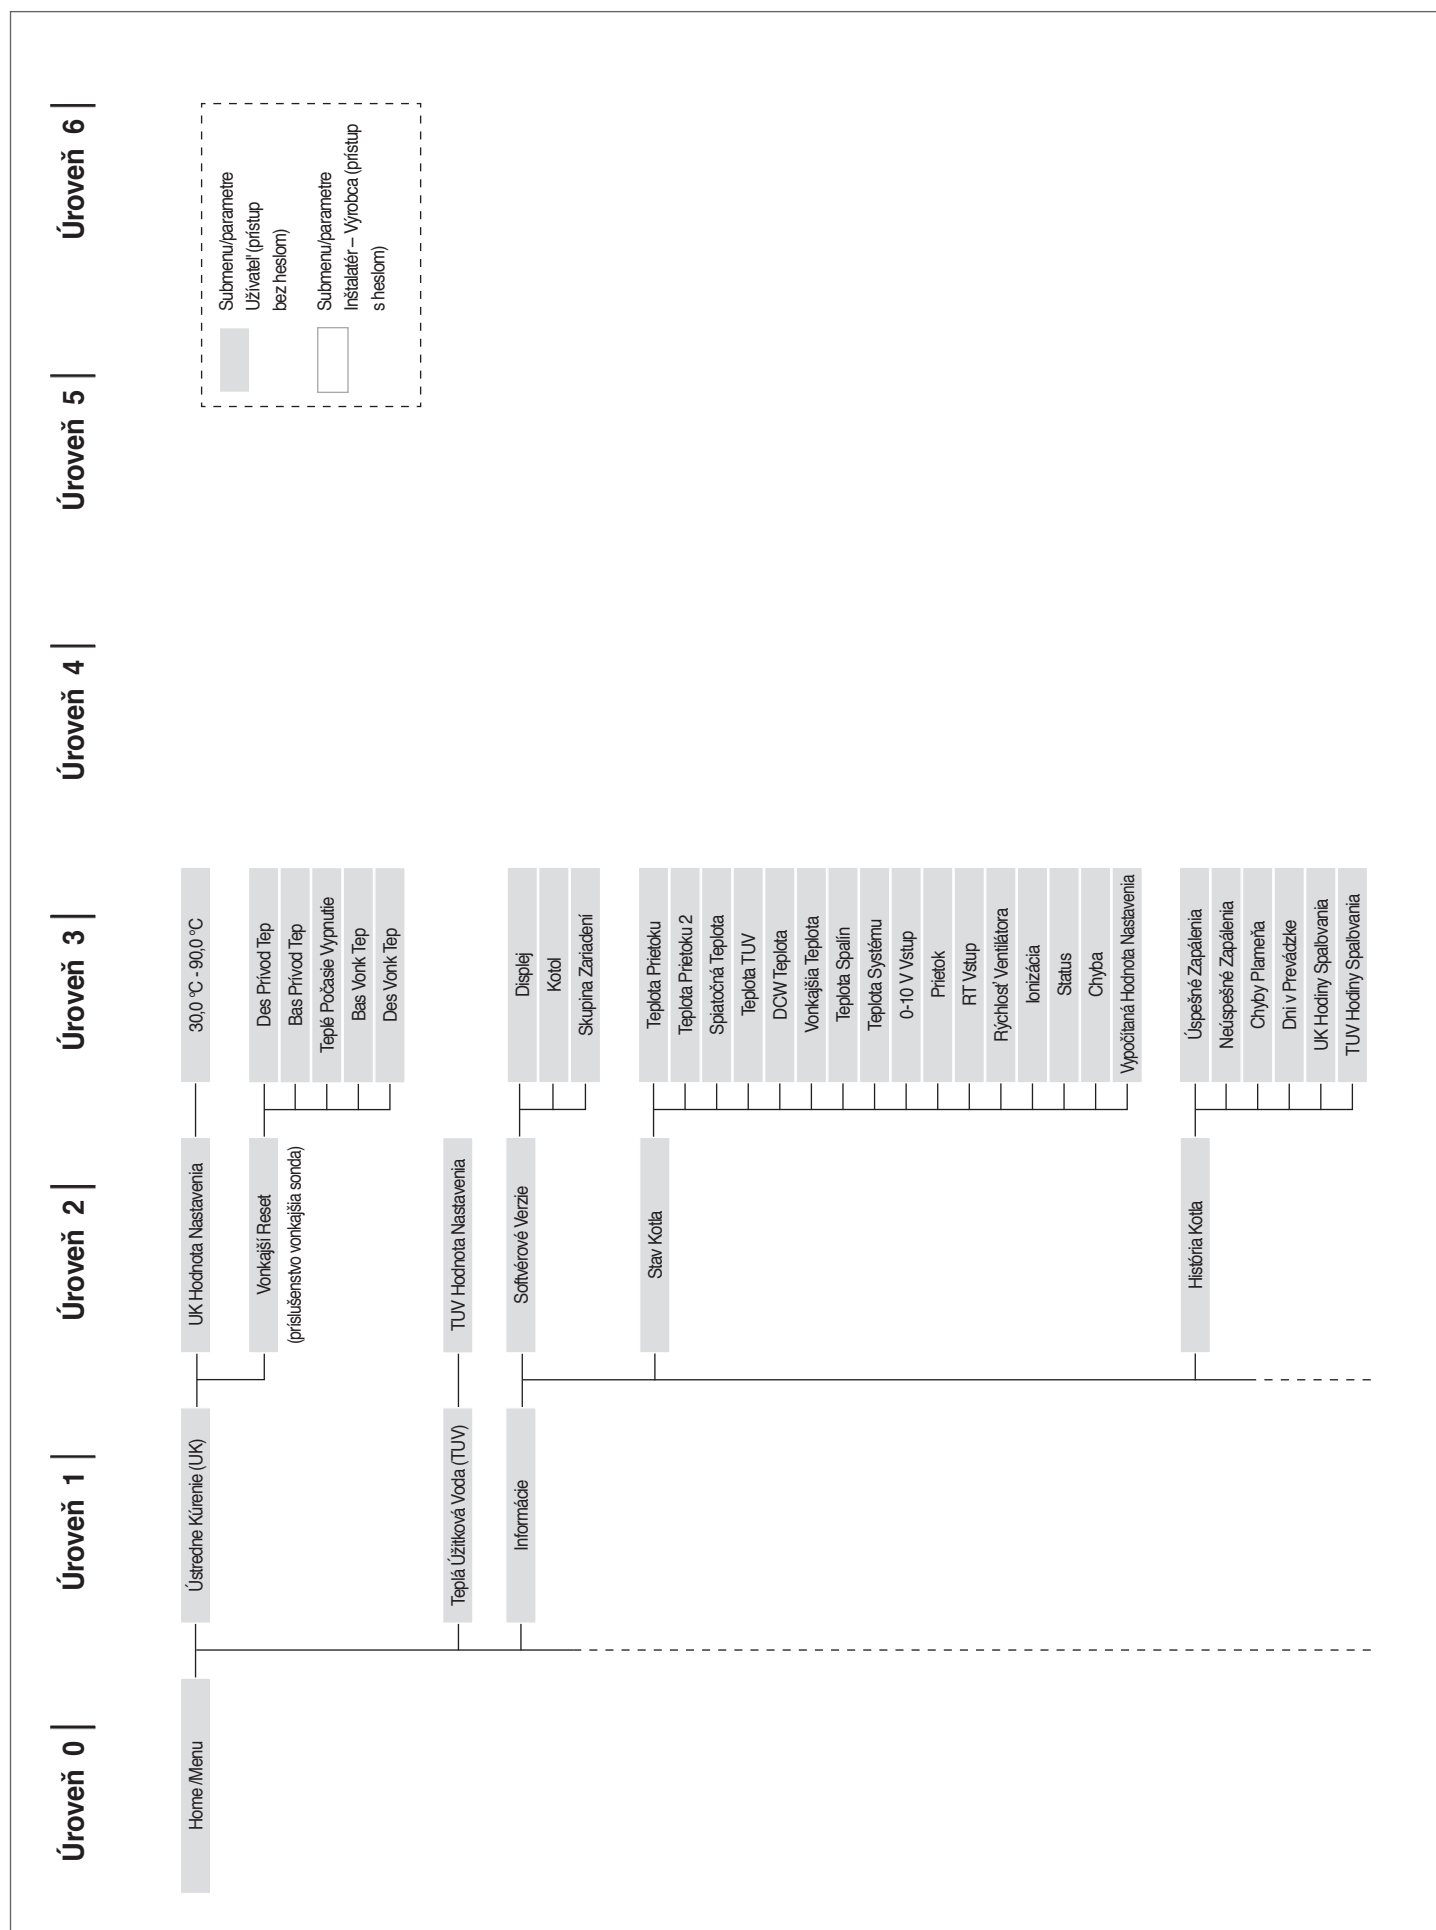 Úroveň 0
Úroveň 1
Úroveň 2
Úroveň 3
Úroveň 4
Úroveň 5
Úroveň 6
Home /Menu
Ústredne Kúrenie (UK)
UK Hodnota Nastavenia
30,0 °C - 90,0 °C
Vonkajší Reset
(príslušenstvo vonkajšia sonda)
Des Prívod Tep
Bas Prívod Tep
Teplé Počasie Vypnutie
Bas Vonk Tep
Des Vonk Tep
Teplá Úžitková Voda (TUV)
TUV Hodnota Nastavenia
Informácie
Softvérové Verzie
Displej
Kotol
Skupina Zariadení
Stav Kotla
Teplota Prietoku
Teplota Prietoku 2
Spiatočná Teplota
Teplota TUV
DCW Teplota
Vonkajšia Teplota
Teplota Spalín
Teplota Systému
0-10 V Vstup
Prietok
RT Vstup
Rýchlosť Ventilátora
Ionizácia
Status
Chyba
Vypočítaná Hodnota Nastavenia
História Kotla
Úspešné Zapálenia
Neúspešné Zapálenia
Chyby Plameňa
Dni v Prevádzke
UK Hodiny Spaľovania
TUV Hodiny Spaľovania
Submenu/parametre
Užívateľ (prístup
bez heslom)
Submenu/parametre
Inštalatér – Výrobca (prístup
s heslom)